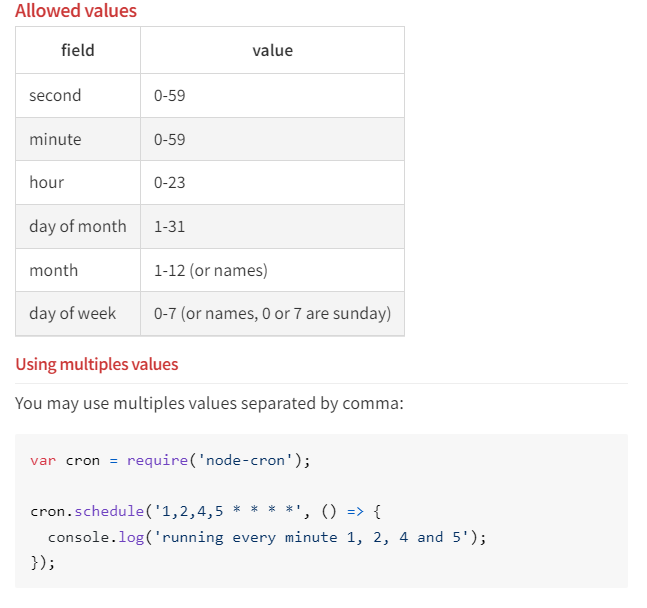 Allowed values
field value
second 0-59
minute 0-59
hour 0-23
day of month 1-31
month 1-12 (or names)
day of week 0-7 (or names, 0 or 7 are sunday)
Using multiples values
You may use multiples values separated by comma:
var cron = require('node-cron');
cron.schedule('1,2,4,5 * * * *', () => {
  console.log('running every minute 1, 2, 4 and 5');
});